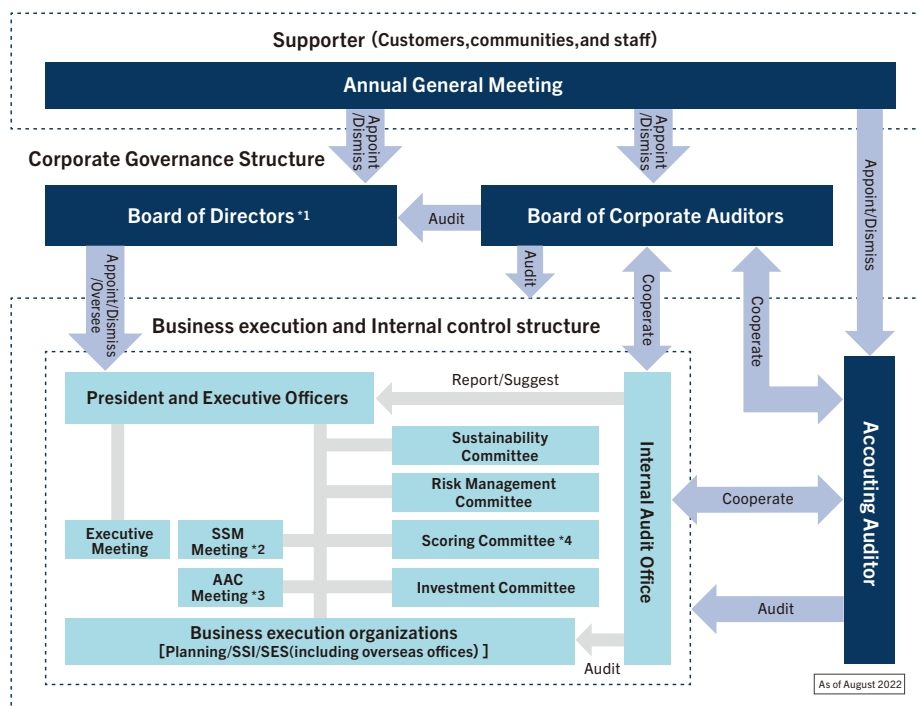 Supporter (Customers,communities,and staff)
Annual General Meeting
Appoint
/Dismiss
Appoint
/Dismiss
Appoint/Dismiss
Corporate Governance Structure
Board of Directors *1
Audit
Board of Corporate Auditors
Appoint/Dismiss
/Oversee
Audit
Cooperate
Cooperate
Business execution and Internal control structure
President and Executive Officers
Report/Suggest
Sustainability
Committee
Risk Management
Committee
Executive
Meeting
SSM
Meeting *2
Scoring Committee *4
AAC
Meeting *3
Investment Committee
Internal Audit Office
Cooperate
Accouting Auditor
Audit
Business execution organizations
[Planning/SSI/SES(including overseas offices) ]
Audit
As of August 2022